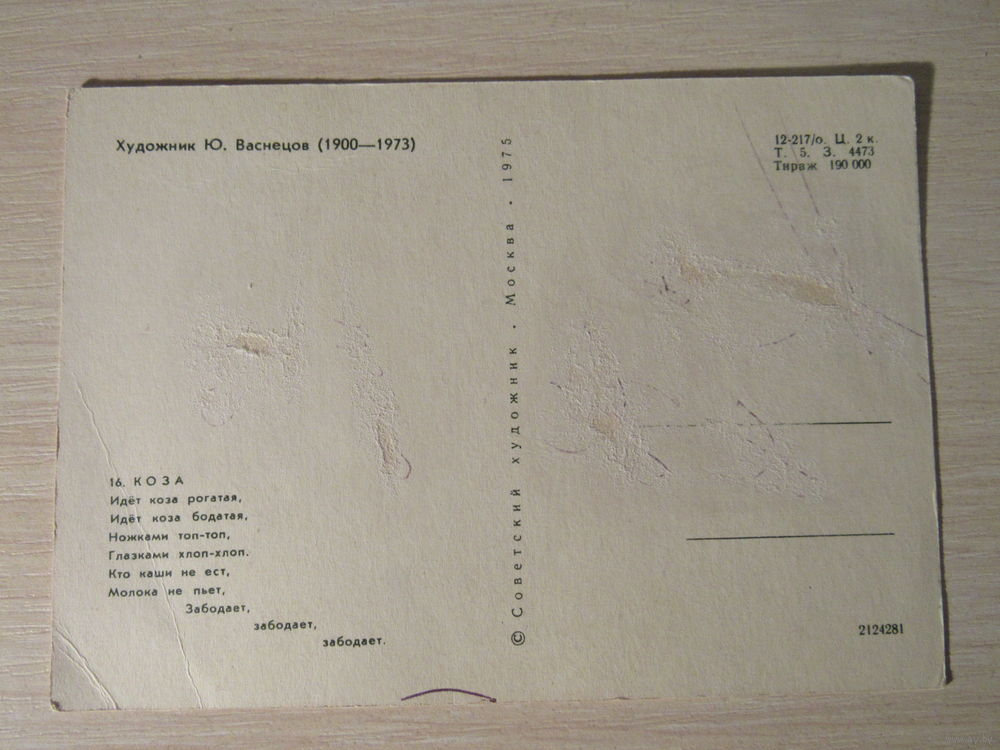 Художник Ю. Васнецов (1900—1973)
12-217/о. Ц. 2 к.
Т. 5. З. 4473
Тираж 190 000
© Советский художник • Москва • 1975
16. КОЗА
Идёт коза рогатая,
Идёт коза бодатая,
Ножками топ-топ,
Глазками хлоп-хлоп.
Кто каши не ест,
Молока не пьет,
Забодает,
забодает,
забодает.
2124281